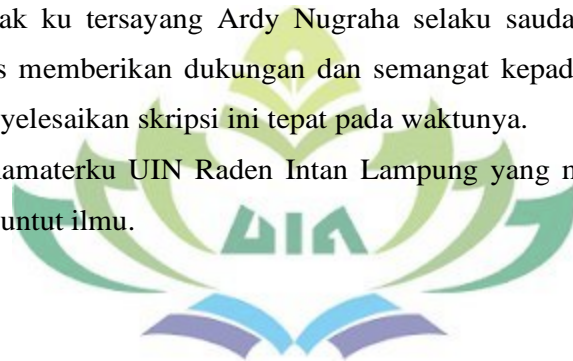 ak ku tersayang Ardy Nugraha selaku sauda
s memberikan dukungan dan semangat kepad
yelesaikan skripsi ini tepat pada waktunya.
amaterku UIN Raden Intan Lampung yang
untut ilmu.
UIN